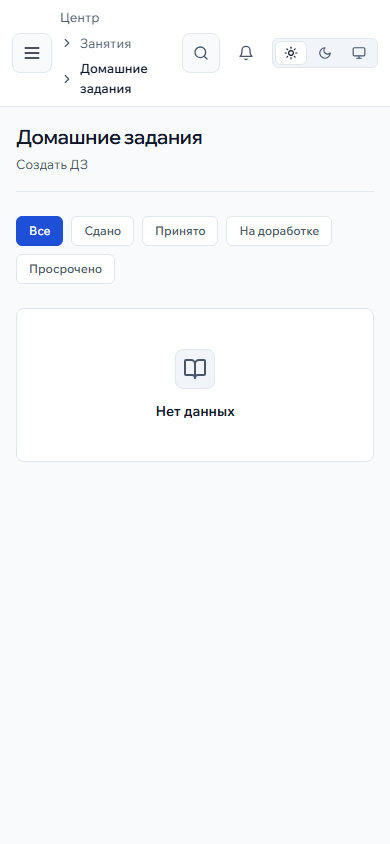 Центр
Занятия
Домашние
задания
Домашние задания
Создать ДЗ
Все
Сдано
Принято
На доработке
Просрочено
Нет данных